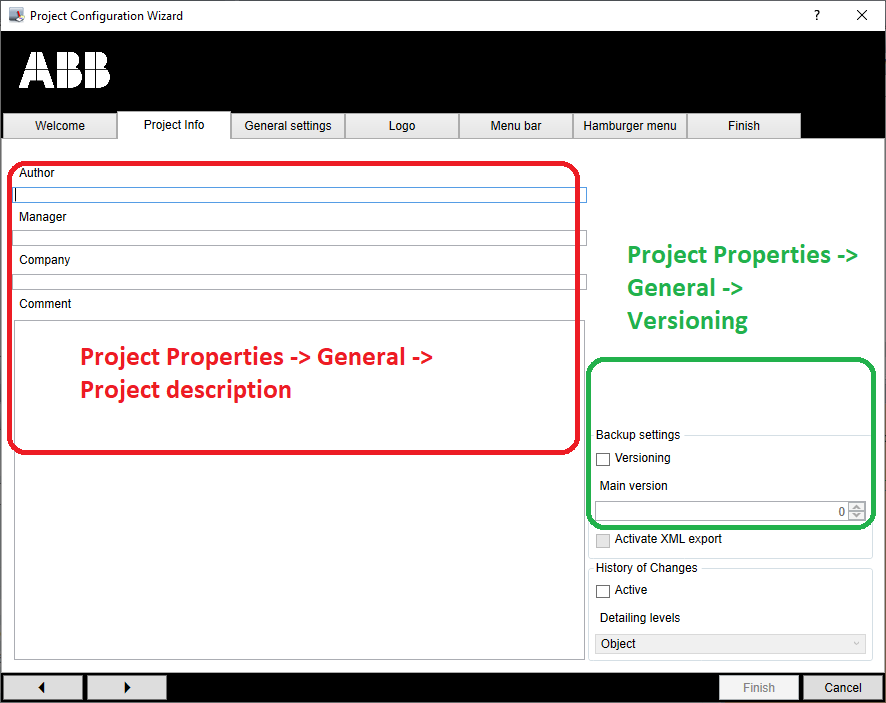 Project Configuration Wizard
?
ABB
Welcome
Project Info
General settings
Logo
Menu bar
Hamburger menu
Finish
Author
Manager
Company
Comment
Project Properties -> General ->
Project description
Project Properties ->
General ->
Versioning
Backup settings
Versioning
Main version
0
Activate XML export
History of Changes
Active
Detailing levels
Object
Finish
Cancel